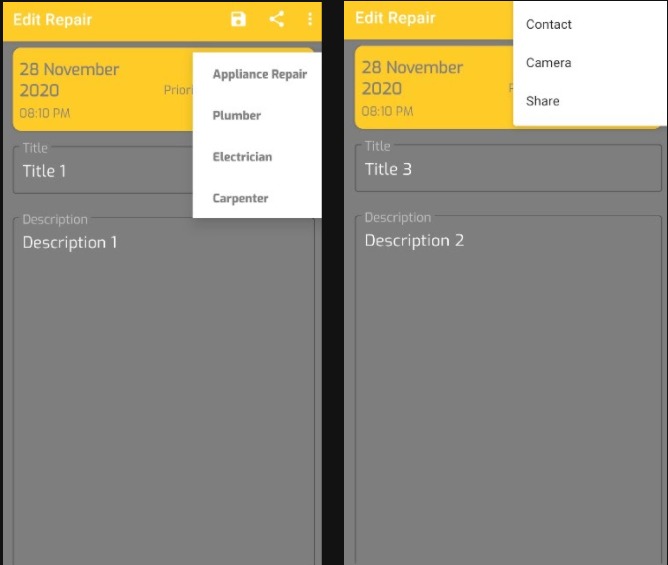 Edit Repair
28 November
2020
08:10 PM
Appliance Repair
Plumber
Electrician
Carpenter
Title
Title 1
Description
Description 1
Edit Repair
Contact
Camera
Share
28 November
2020
08:10 PM
Title
Title 3
Description
Description 2